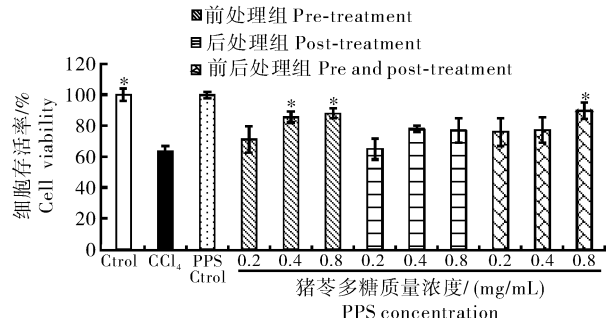 前处理组 Pre-treatment
后处理组 Post-treatment
前后处理组 Pre and post-treatment
细胞存活率/%
Cell viability
120
100
80
60
40
20
0
* * * *
Ctrol CCl₄ PPS Ctrol 0.2 0.4 0.8 0.2 0.4 0.8 0.2 0.4 0.8
猪苓多糖质量浓度/(mg/mL)
PPS concentration